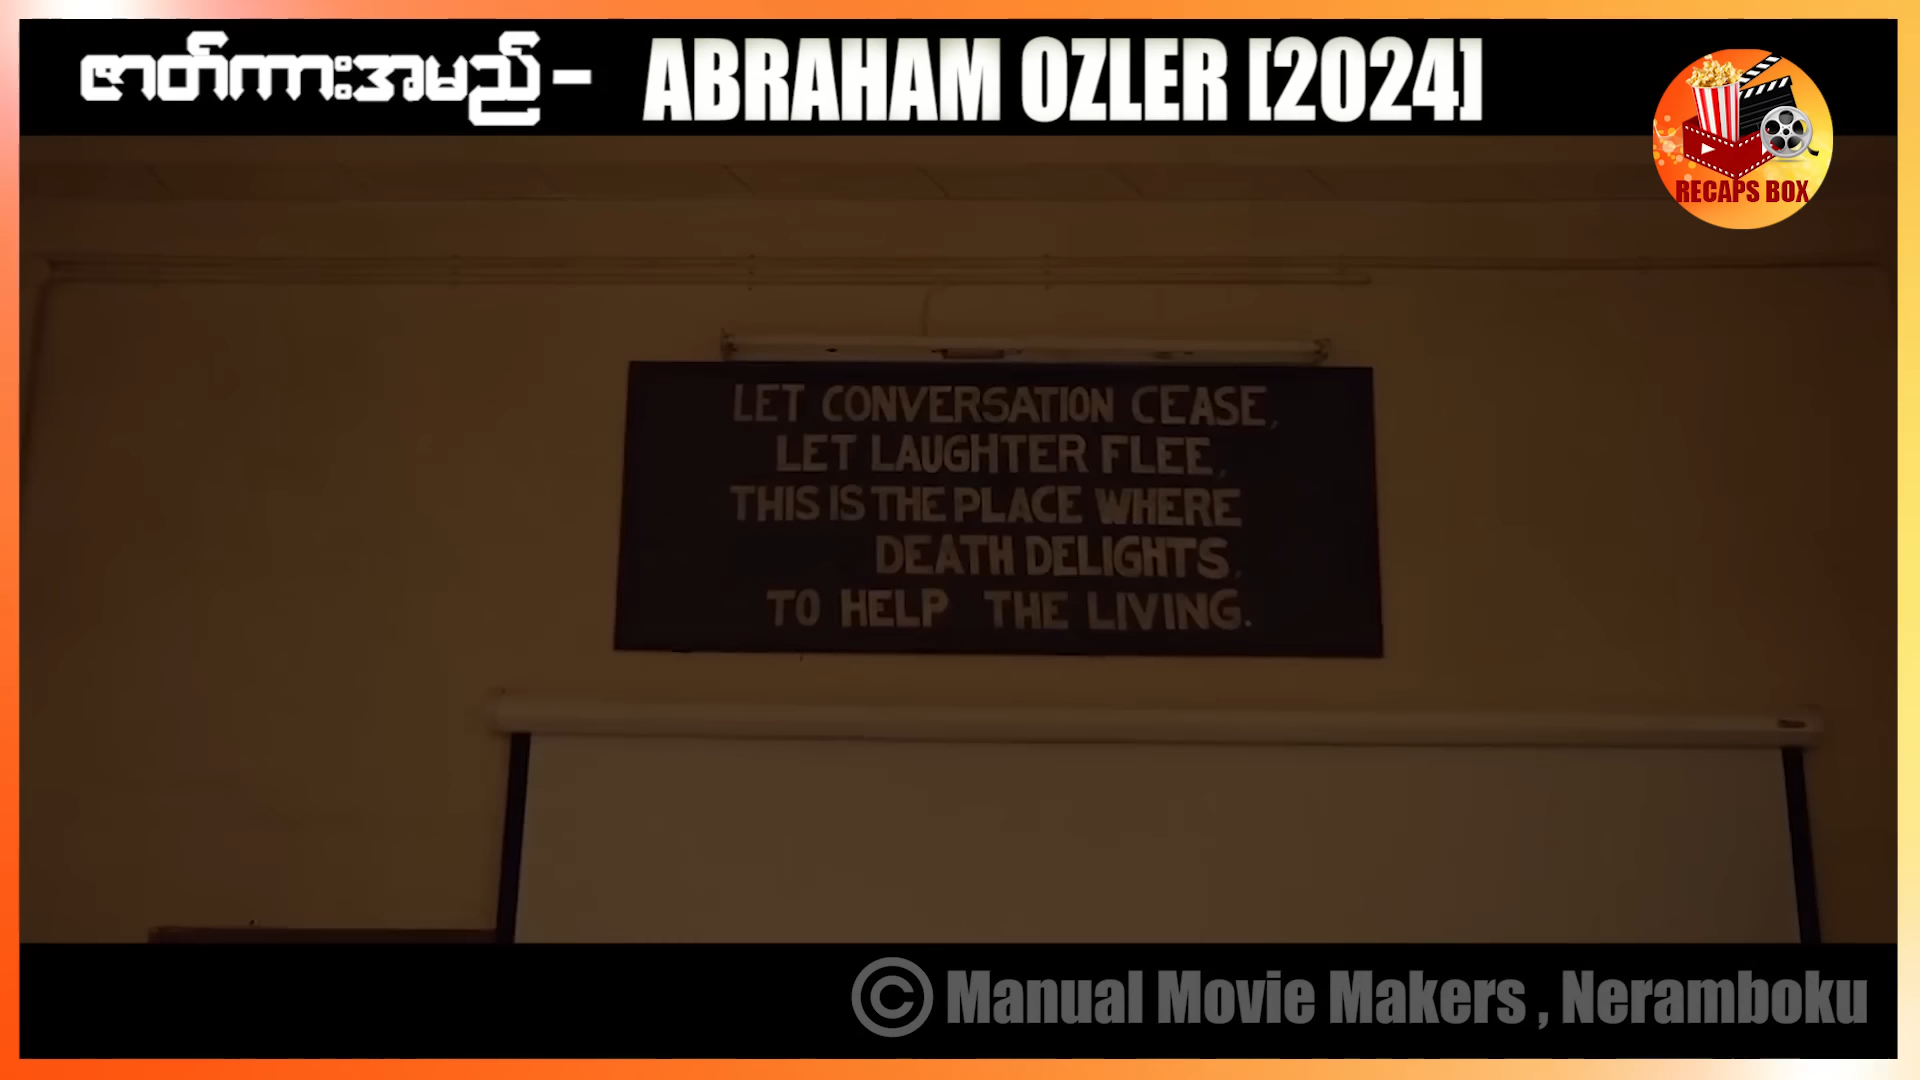 ဇာတ်ကားအမည် - ABRAHAM OZLER [2024]
RECAPS BOX
LET CONVERSATION CEASE,
LET LAUGHTER FLEE,
THIS IS THE PLACE WHERE
DEATH DELIGHTS,
TO HELP THE LIVING.
© Manual Movie Makers , Neramboku